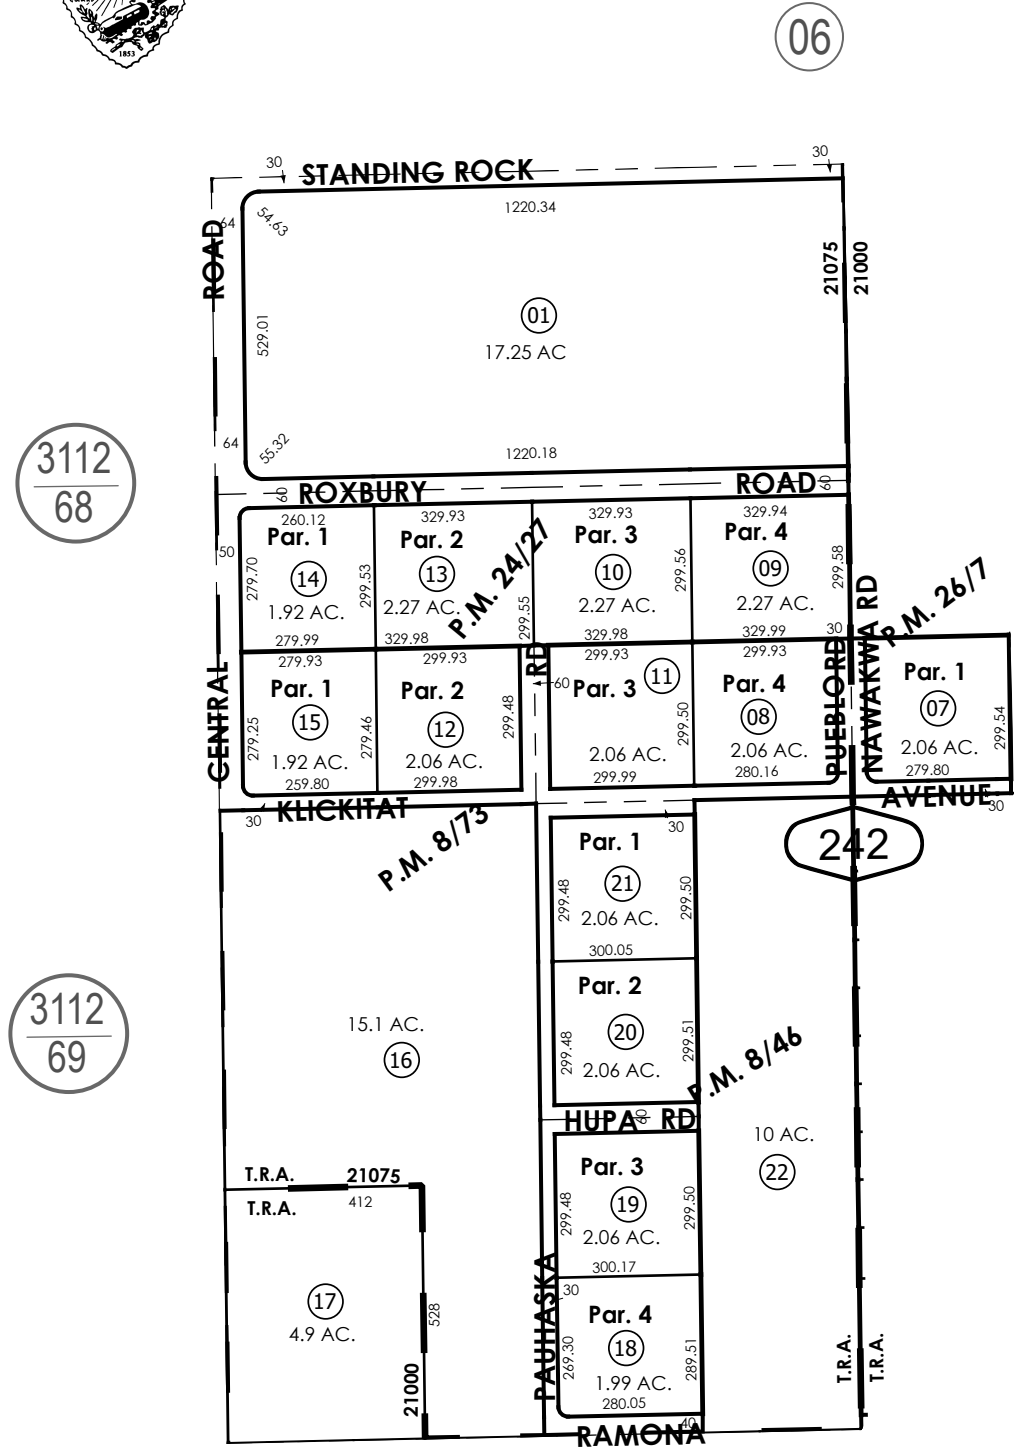 1853
06
30
STANDING ROCK
30
64
54.63
1220.34
ROAD
21075
21000
529.01
01
17.25 AC
3112
68
64
55.32
1220.18
60
ROXBURY
ROAD
60
260.12
329.93
329.93
329.94
Par. 1
Par. 2
Par. 3
Par. 4
P.M. 24/27
50
279.70
14
299.53
13
10
299.56
09
299.58
1.92 AC.
2.27 AC.
299.55
2.27 AC.
2.27 AC.
P.M. 26/7
279.99
329.98
329.98
329.99
30
279.93
299.93
RD
299.93
299.93
CENTRAL
Par. 1
Par. 2
60
Par. 3
11
Par. 4
PUEBLO RD
NAWAKWA RD
Par. 1
279.25
15
279.46
12
299.48
299.50
08
07
299.54
1.92 AC.
2.06 AC.
2.06 AC.
2.06 AC.
2.06 AC.
259.80
299.98
299.99
280.16
279.80
30
KLICKITAT
AVENUE
30
P.M. 8/73
30
242
Par. 1
299.48
21
299.50
2.06 AC.
300.05
Par. 2
3112
69
15.1 AC.
16
299.48
20
299.51
2.06 AC.
P.M. 8/46
HUPA
60
RD
10 AC.
22
T.R.A.
21075
T.R.A.
412
Par. 3
299.48
19
299.50
2.06 AC.
300.17
PAUHASKA
30
17
4.9 AC.
528
21000
Par. 4
269.30
18
289.51
1.99 AC.
280.05
T.R.A.
T.R.A.
40
RAMONA